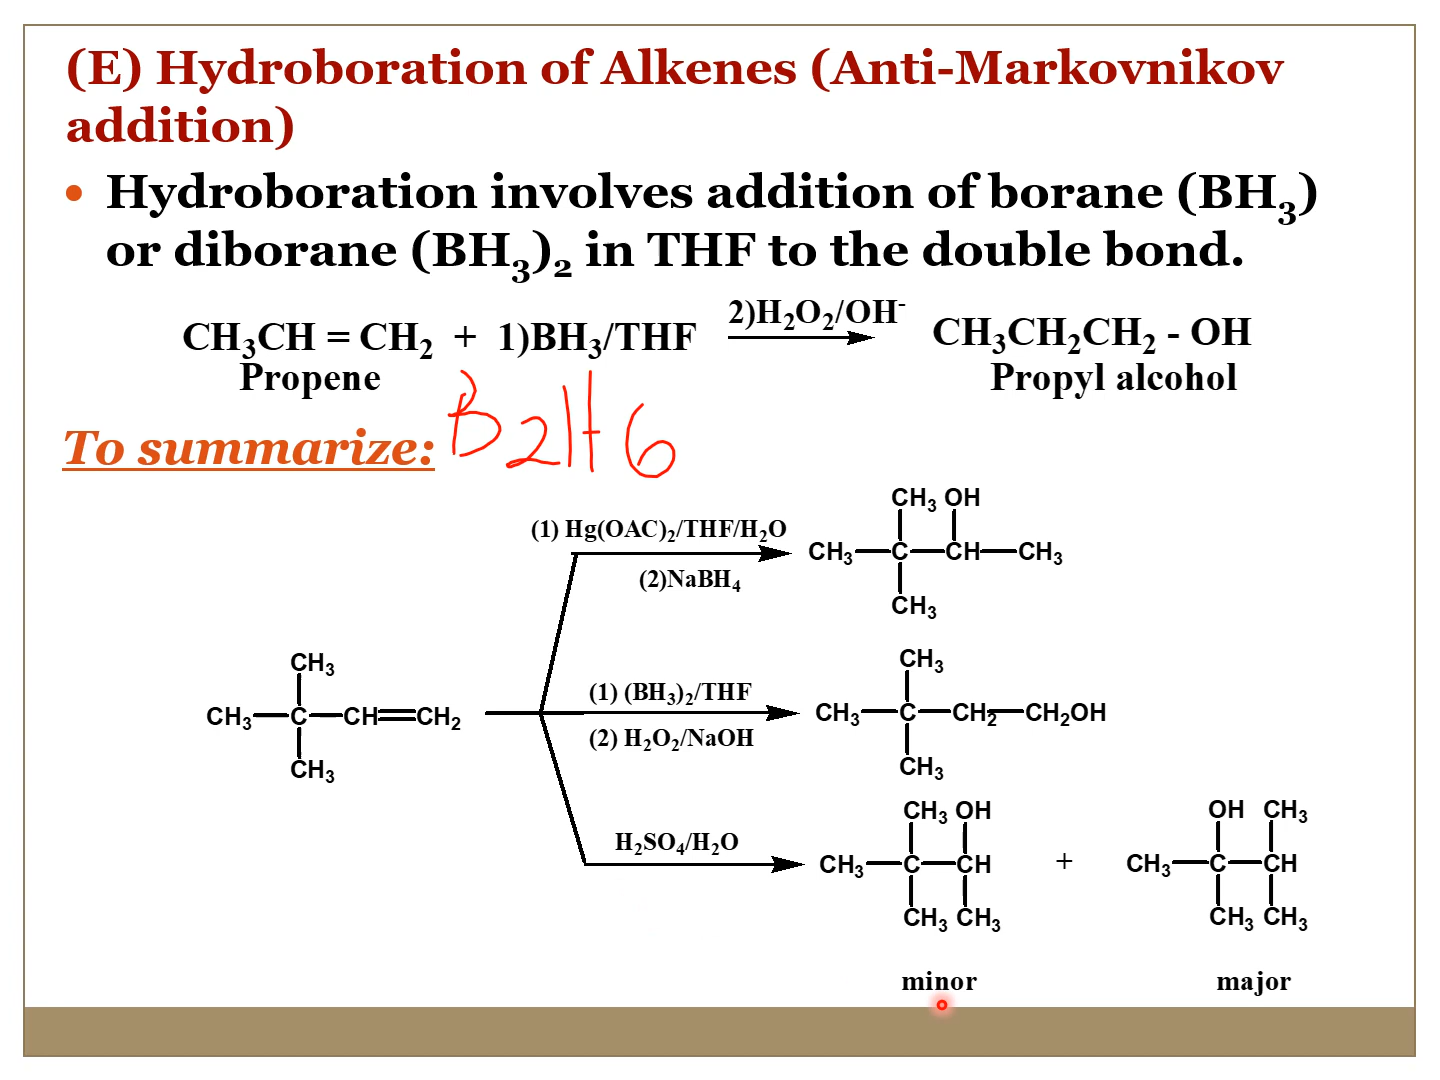 (E) Hydroboration of Alkenes (Anti-Markovnikov
addition)
• Hydroboration involves addition of borane (BH₃)
or diborane (BH₃)₂ in THF to the double bond.
CH₃CH = CH₂ + 1)BH₃/THF 2)H₂O₂/OH⁻ CH₃CH₂CH₂ - OH
Propene Propyl alcohol
To summarize: B₂H₆
(1) Hg(OAC)₂/THF/H₂O
(2)NaBH₄
CH₃ OH
CH₃ C CH CH₃
CH₃
CH₃
CH₃ C CH CH₂
CH₃
(1) (BH₃)₂/THF
(2) H₂O₂/NaOH
CH₃
CH₃ C CH₂ CH₂OH
CH₃
H₂SO₄/H₂O
CH₃ OH
CH₃ C CH
CH₃ CH₃
minor
+
OH CH₃
CH₃ C CH
CH₃ CH₃
major